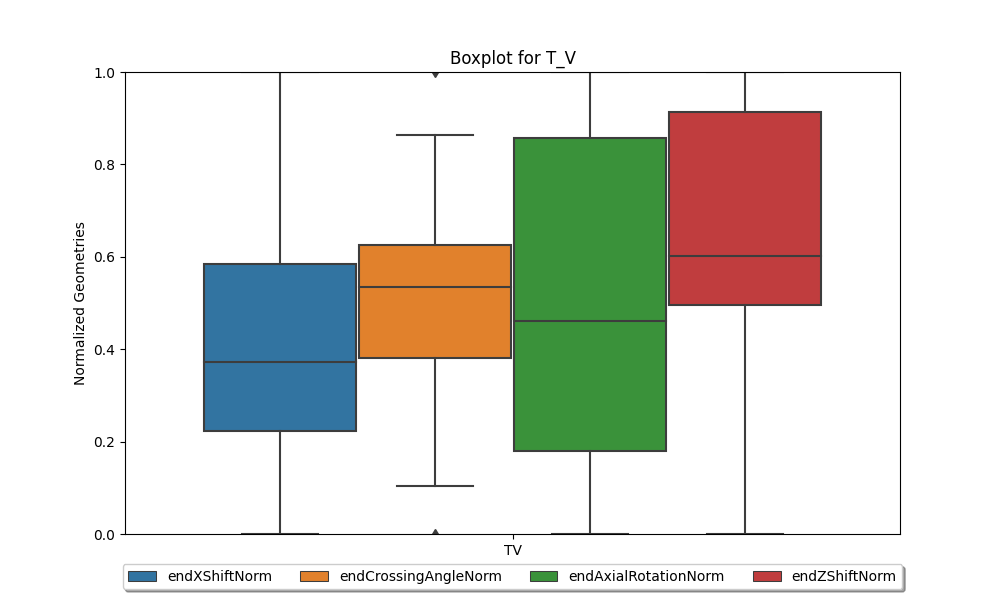 Boxplot for T_V
1.0
0.8
0.6
0.4
0.2
0.0
Normalized Geometries
TV
endXShiftNorm endCrossingAngleNorm endAxialRotationNorm endZShiftNorm